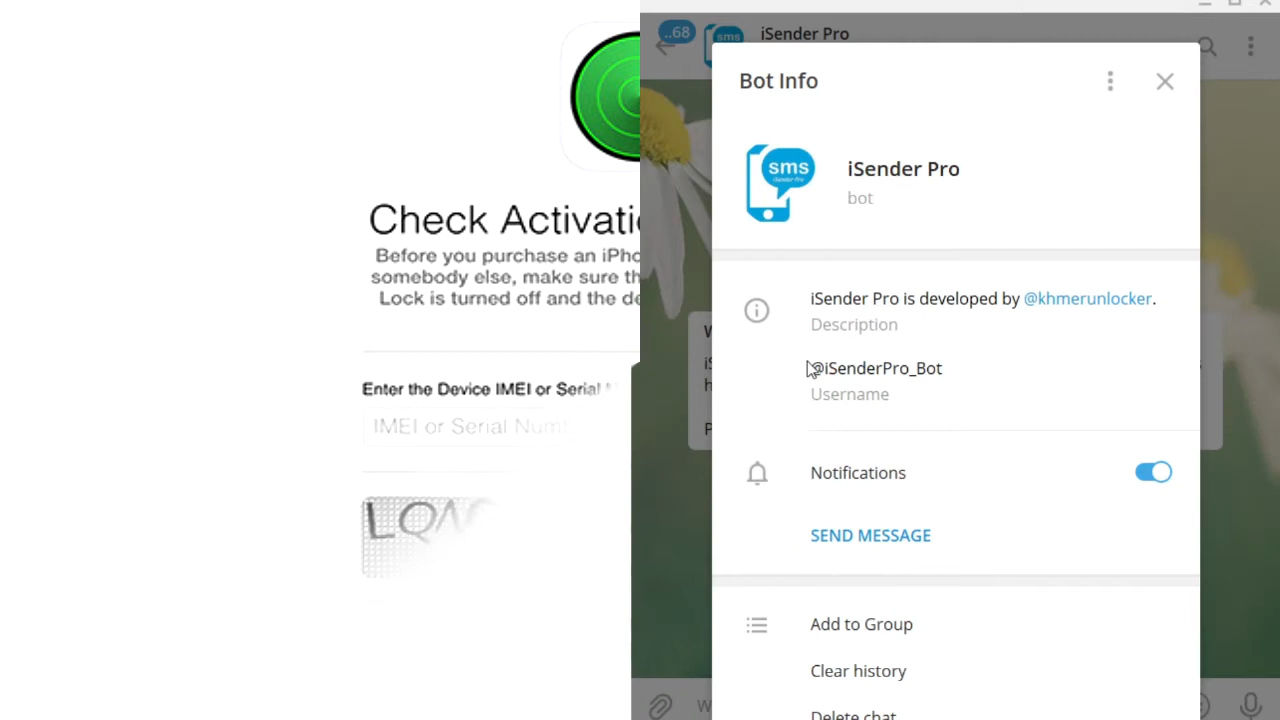 Check Activati
Before you purchase an iPho
somebody else, make sure th
Lock is turned off and the de
Enter the Device IMEI or Serial
IMEI or Serial Num
..68
sms
iSender Pro
Bot Info
sms
iSender Pro
iSender Pro
bot
iSender Pro is developed by @khmerunlocker.
Description
@iSenderPro_Bot
Username
Notifications
SEND MESSAGE
Add to Group
Clear history
Delete chat